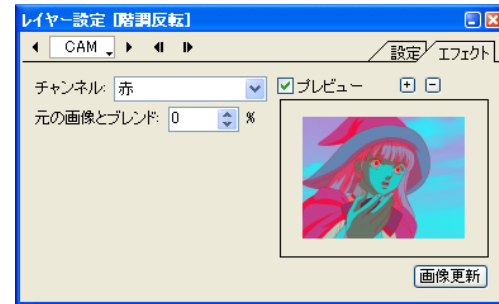 レイヤー設定 [階調反転]
CAM
設定 エフェクト
チャンネル: 赤
プレビュー
元の画像とブレンド: 0 %
画像更新